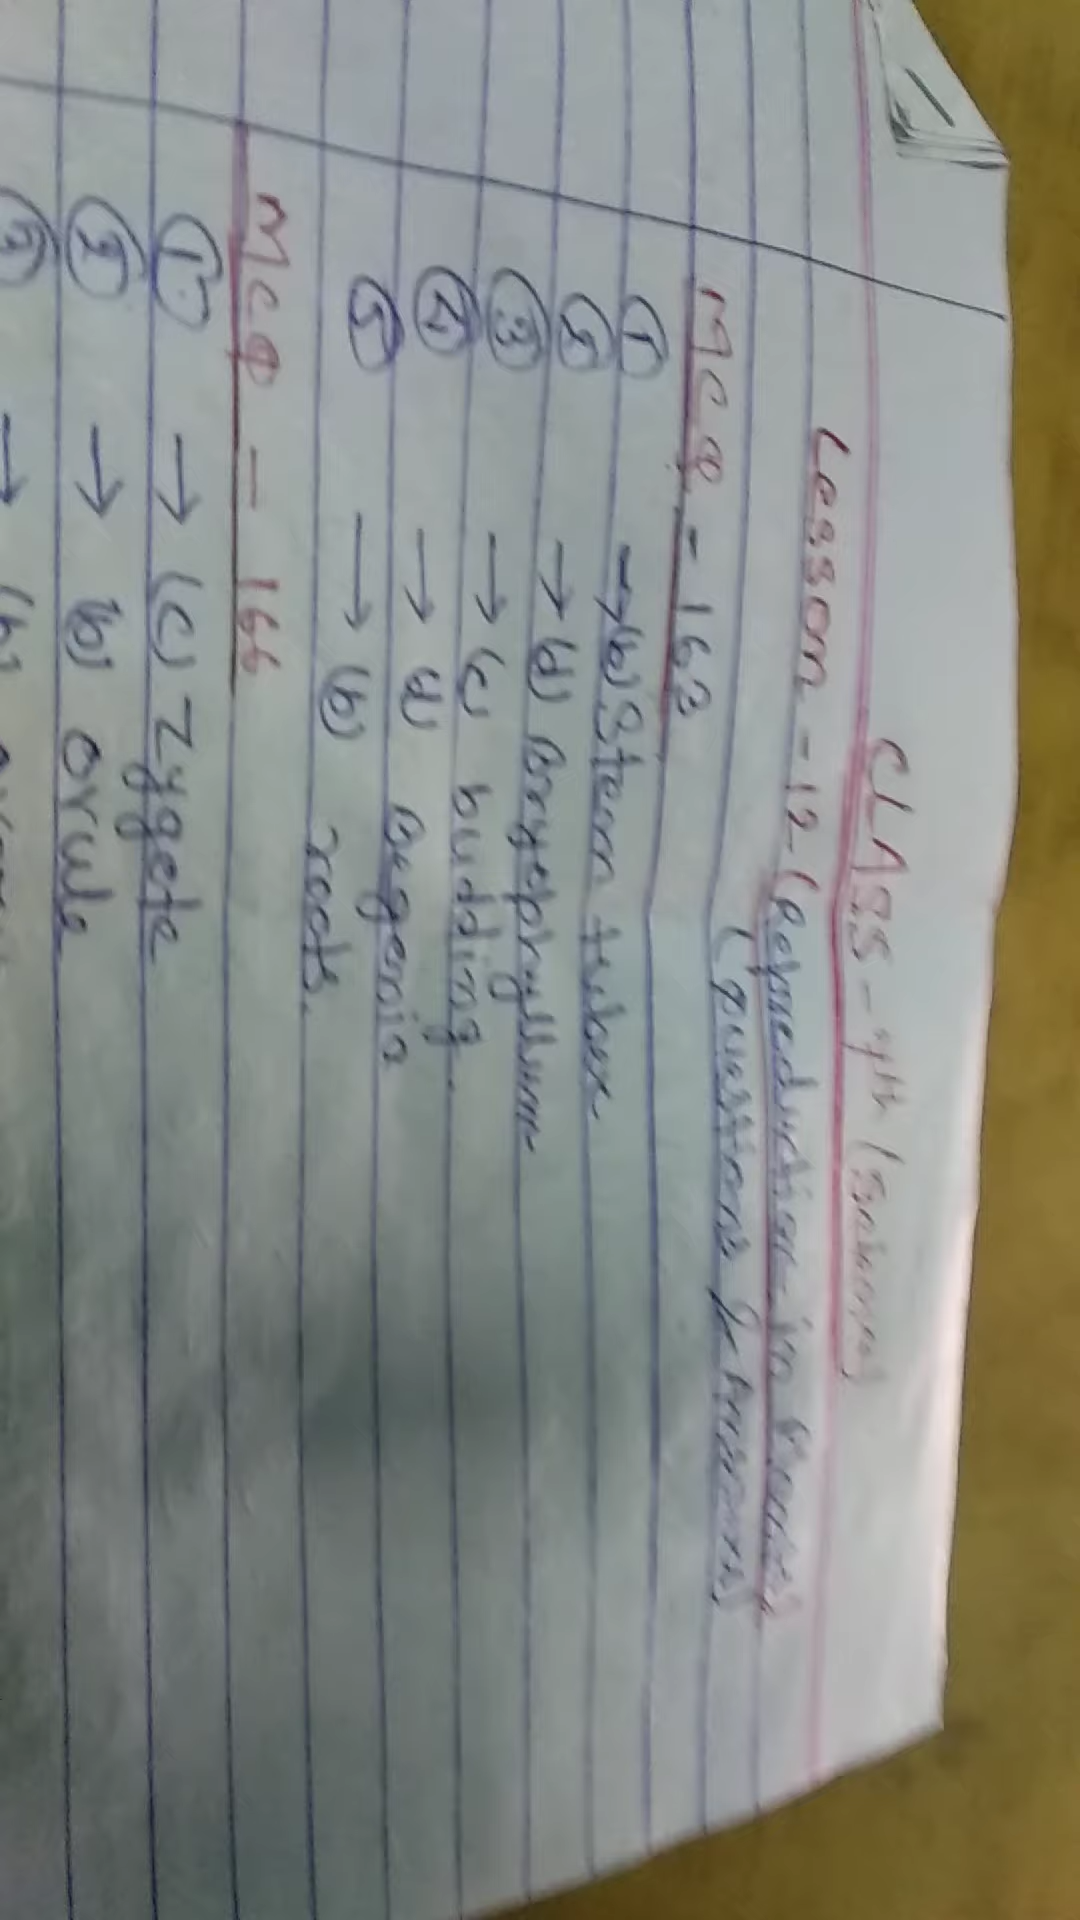 CLASS - 7th (Science)
Lesson - 12 - (Reproduction in Plants)
(questions & Answers)
MCQ - 163
① → (b) Stem tuber
② → (d) Bryophyllum
③ → (c) budding.
④ → (d) Begonia
⑤ → (b) roots.
MCQ - 166
① → (c) Zygote
② → (b) ovule
③ → (b)